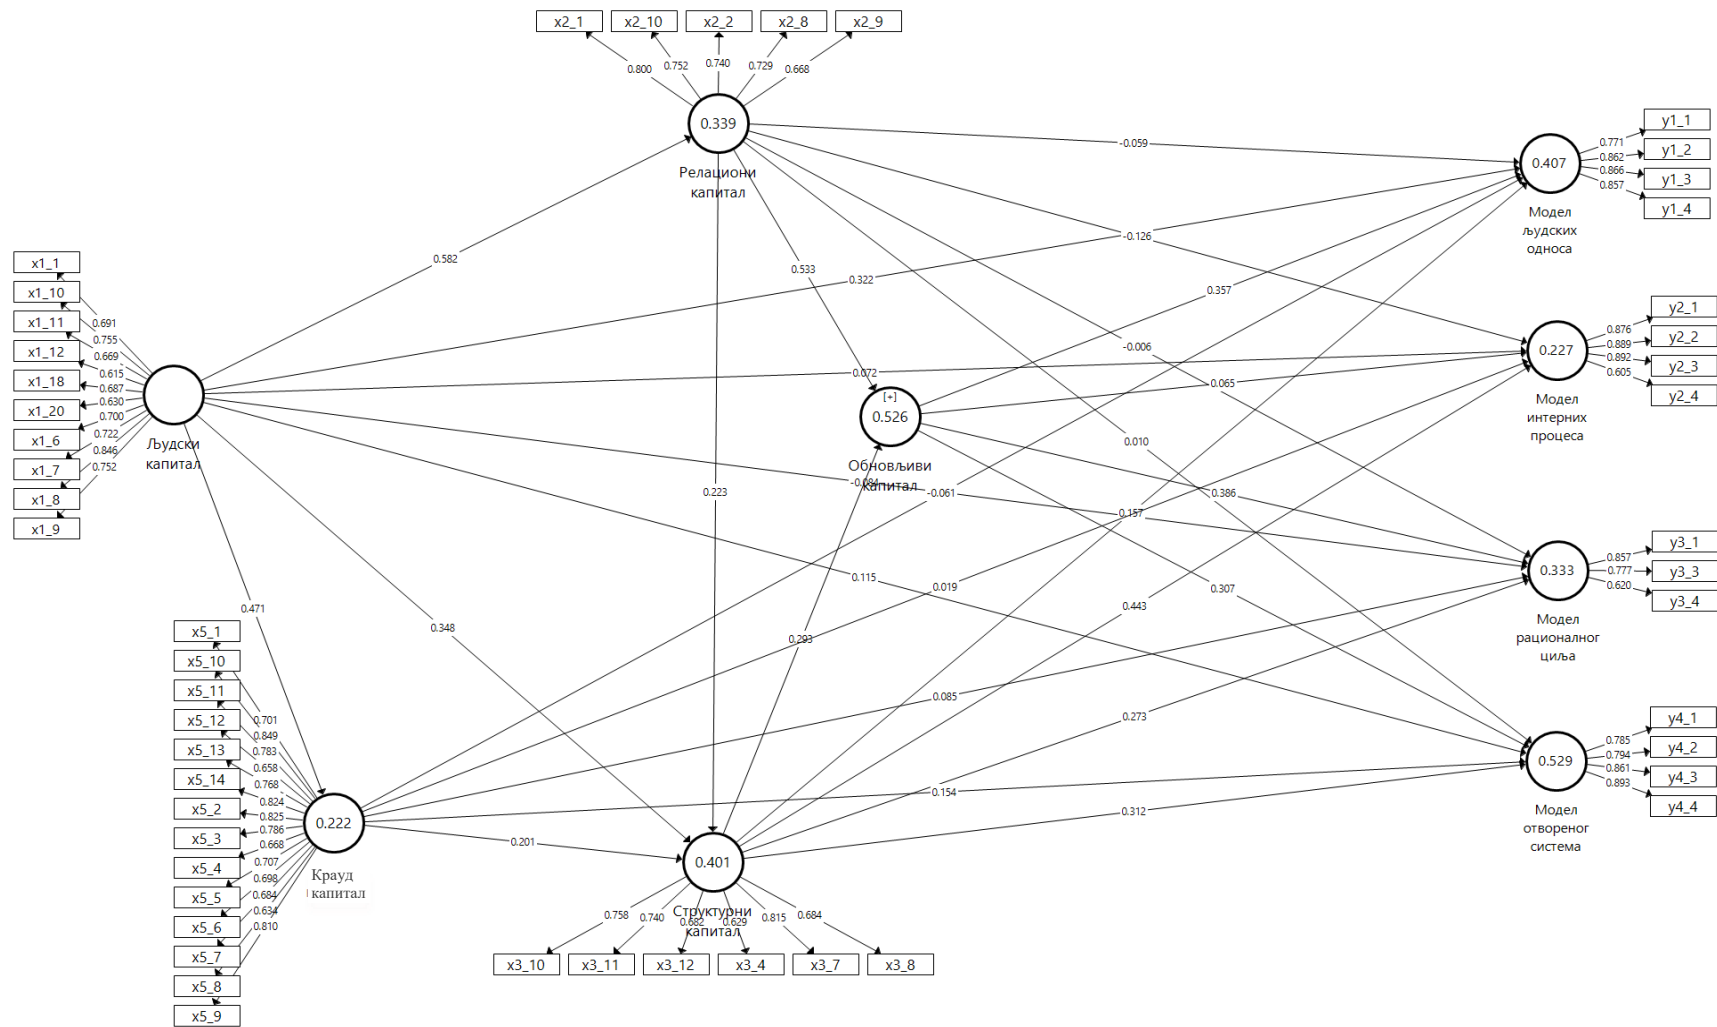 x2_1
x2_10
x2_2
x2_8
x2_9
0.800
0.752
0.740
0.729
0.668
0.339
Релациони
капитал
x1_1
x1_10
x1_11
x1_12
x1_18
x1_20
x1_6
x1_7
x1_8
x1_9
0.691
0.755
0.669
0.615
0.687
0.630
0.700
0.722
0.846
0.752
Људски
капитал
x5_1
x5_10
x5_11
x5_12
x5_13
x5_14
x5_2
x5_3
x5_4
x5_5
x5_6
x5_7
x5_8
x5_9
0.701
0.849
0.783
0.658
0.768
0.824
0.825
0.786
0.668
0.707
0.698
0.684
0.634
0.810
0.222
Крауд
капитал
0.582
0.471
0.348
0.201
0.223
0.533
0.293
[+]
0.526
Обновљиви
капитал
0.401
Структурни
капитал
0.758
0.740
0.682
0.629
0.815
0.684
x3_10
x3_11
x3_12
x3_4
x3_7
x3_8
-0.059
-0.126
0.322
0.357
-0.006
0.072
0.065
0.010
-0.084
-0.061
0.386
0.157
0.115
0.019
0.307
0.443
0.085
0.273
0.154
0.312
0.407
Модел
људских
односа
0.771
0.862
0.866
0.857
y1_1
y1_2
y1_3
y1_4
0.227
Модел
интерних
процеса
0.876
0.889
0.892
0.605
y2_1
y2_2
y2_3
y2_4
0.333
Модел
рационалног
циља
0.857
0.777
0.620
y3_1
y3_3
y3_4
0.529
Модел
отвореног
система
0.785
0.794
0.861
0.893
y4_1
y4_2
y4_3
y4_4